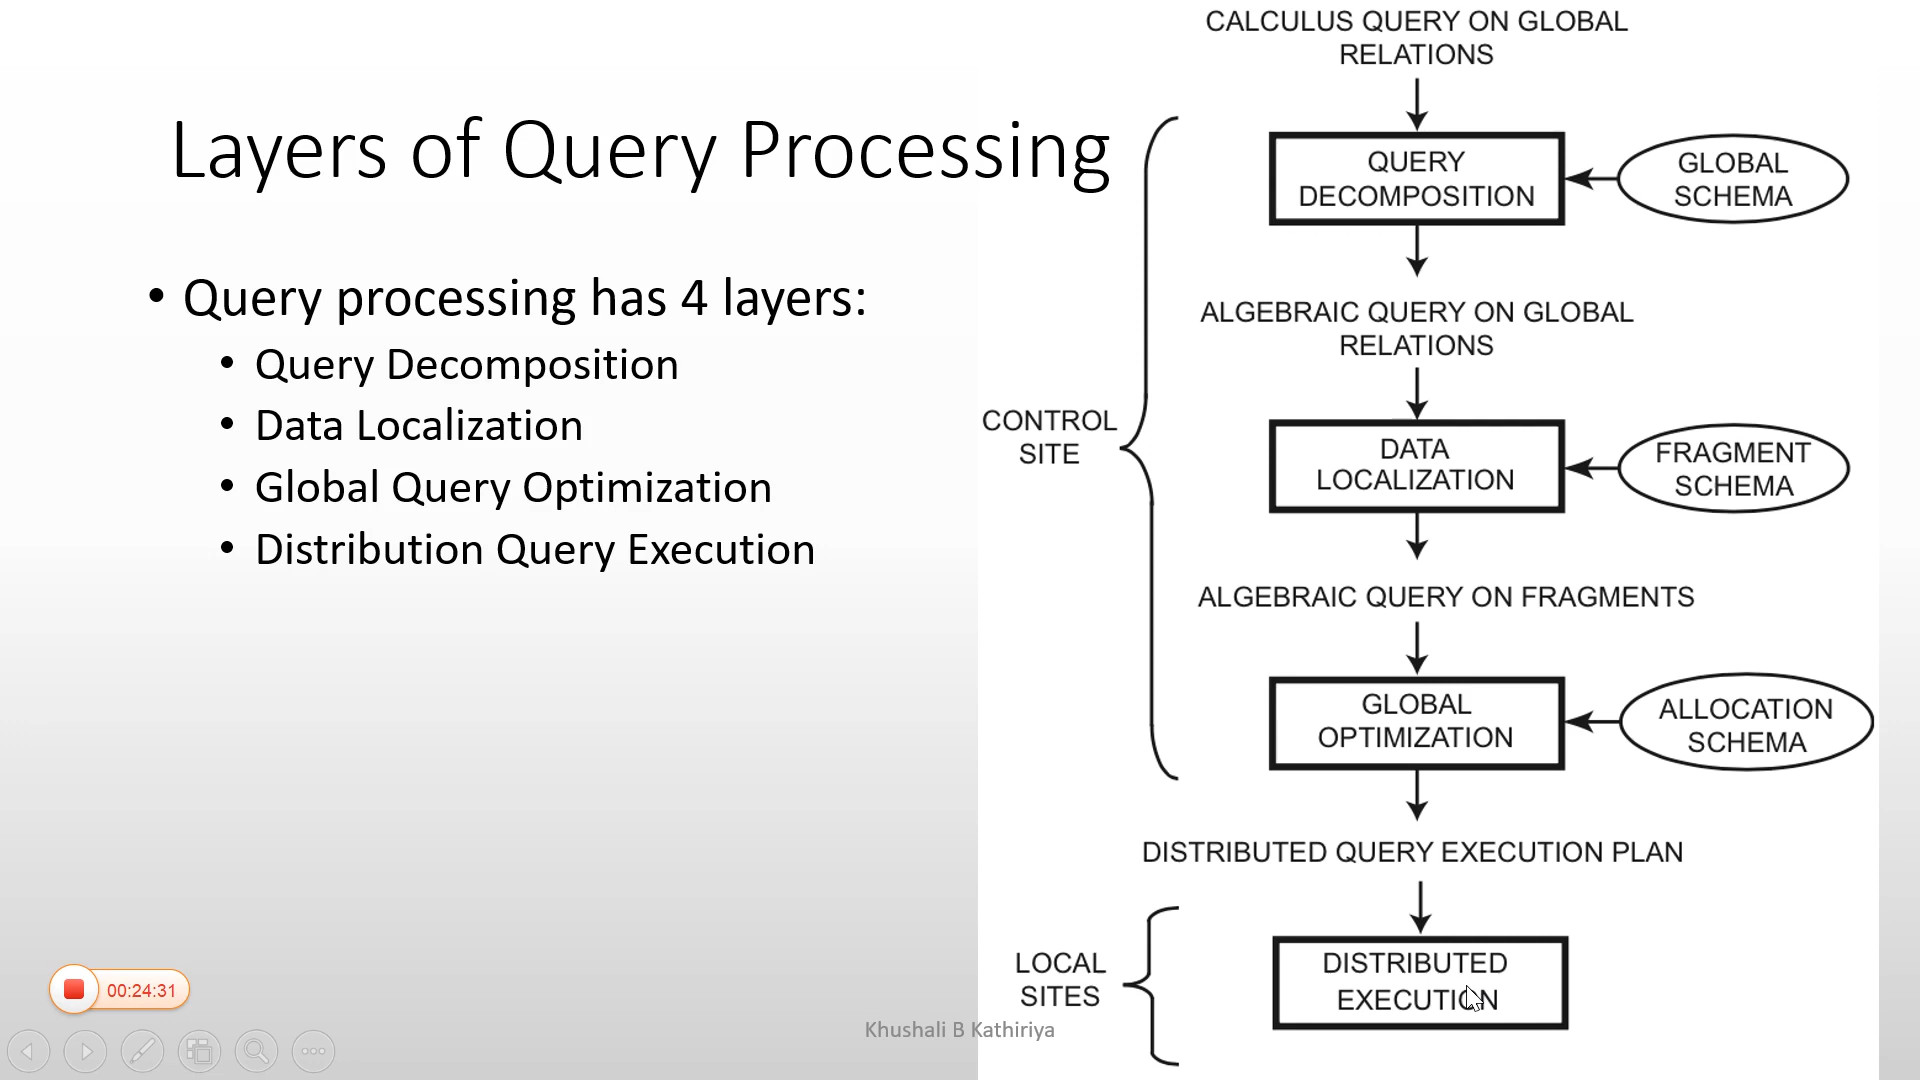 Layers of Query Processing
• Query processing has 4 layers:
• Query Decomposition
• Data Localization
• Global Query Optimization
• Distribution Query Execution
CALCULUS QUERY ON GLOBAL
RELATIONS
QUERY
DECOMPOSITION
GLOBAL
SCHEMA
ALGEBRAIC QUERY ON GLOBAL
RELATIONS
CONTROL
SITE
DATA
LOCALIZATION
FRAGMENT
SCHEMA
ALGEBRAIC QUERY ON FRAGMENTS
GLOBAL
OPTIMIZATION
ALLOCATION
SCHEMA
DISTRIBUTED QUERY EXECUTION PLAN
LOCAL
SITES
DISTRIBUTED
EXECUTION
00:24:31
Khushali B Kathiriya